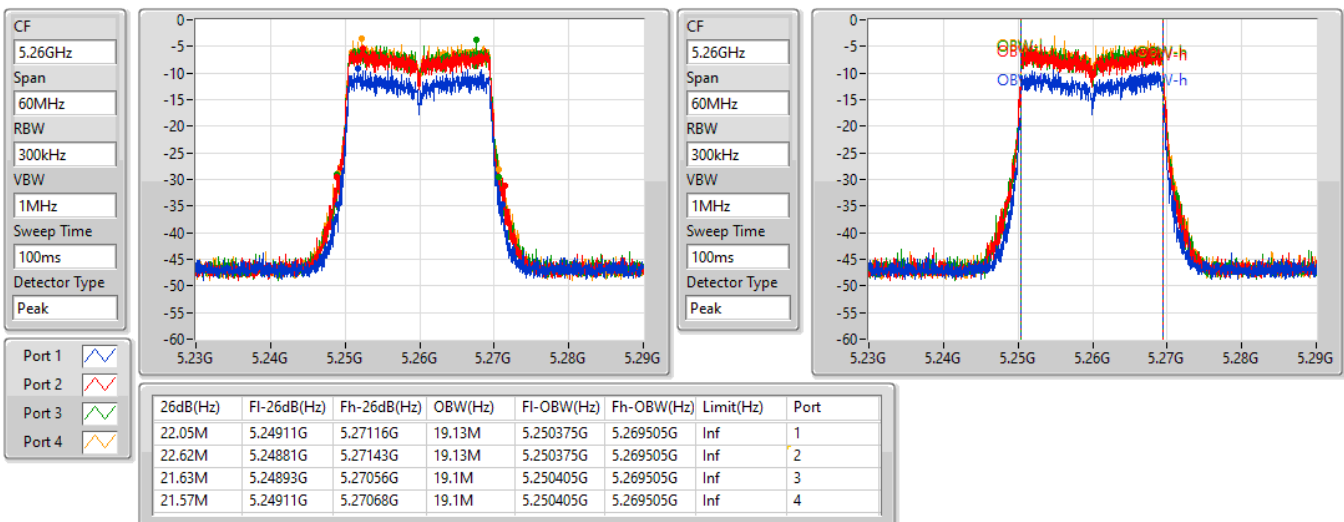 CF
5.26GHz
Span
60MHz
RBW
300kHz
VBW
1MHz
Sweep Time
100ms
Detector Type
Peak
0-
-5-
-10-
-15-
-20-
-25-
-30-
-35-
-40-
-45-
-50-
-55-
-60-
5.23G 5.24G 5.25G 5.26G 5.27G 5.28G 5.29G
CF
5.26GHz
Span
60MHz
RBW
300kHz
VBW
1MHz
Sweep Time
100ms
Detector Type
Peak
0-
-5-
-10-
-15-
-20-
-25-
-30-
-35-
-40-
-45-
-50-
-55-
-60-
5.23G 5.24G 5.25G 5.26G 5.27G 5.28G 5.29G
Port 1
Port 2
Port 3
Port 4
26dB(Hz) Fl-26dB(Hz) Fh-26dB(Hz) OBW(Hz) Fl-OBW(Hz) Fh-OBW(Hz) Limit(Hz) Port
22.05M 5.24911G 5.27116G 19.13M 5.250375G 5.269505G Inf 1
22.62M 5.24881G 5.27143G 19.13M 5.250375G 5.269505G Inf 2
21.63M 5.24893G 5.27056G 19.1M 5.250405G 5.269505G Inf 3
21.57M 5.24911G 5.27068G 19.1M 5.250405G 5.269505G Inf 4